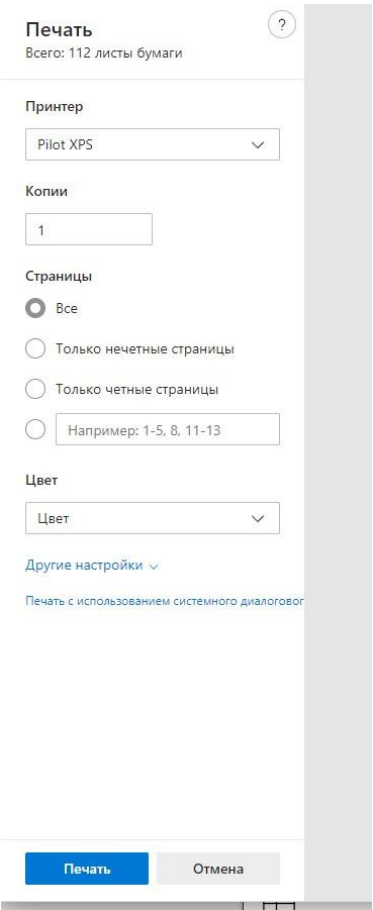 Печать
?
Всего: 112 листы бумаги
Принтер
Pilot XPS
Копии
1
Страницы
Все
Только нечетные страницы
Только четные страницы
Например: 1-5, 8, 11-13
Цвет
Цвет
Другие настройки
Печать с использованием системного диалоговог
Печать
Отмена